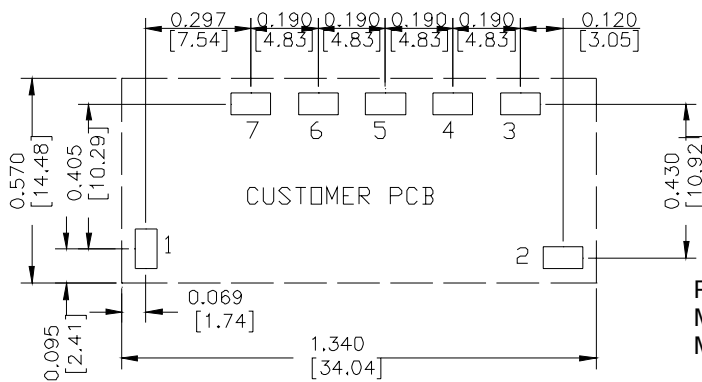 0.297 0.190 0.190 0.190 0.190 0.120
[7.54] [4.83] [4.83] [4.83] [4.83] [3.05]
7 6 5 4 3
0.570
[14.48]
0.405
[10.29]
0.430
[10.92]
CUSTOMER PCB
1
2
0.069
[1.74]
0.095
[2.41]
1.340
[34.04]
P
M
M